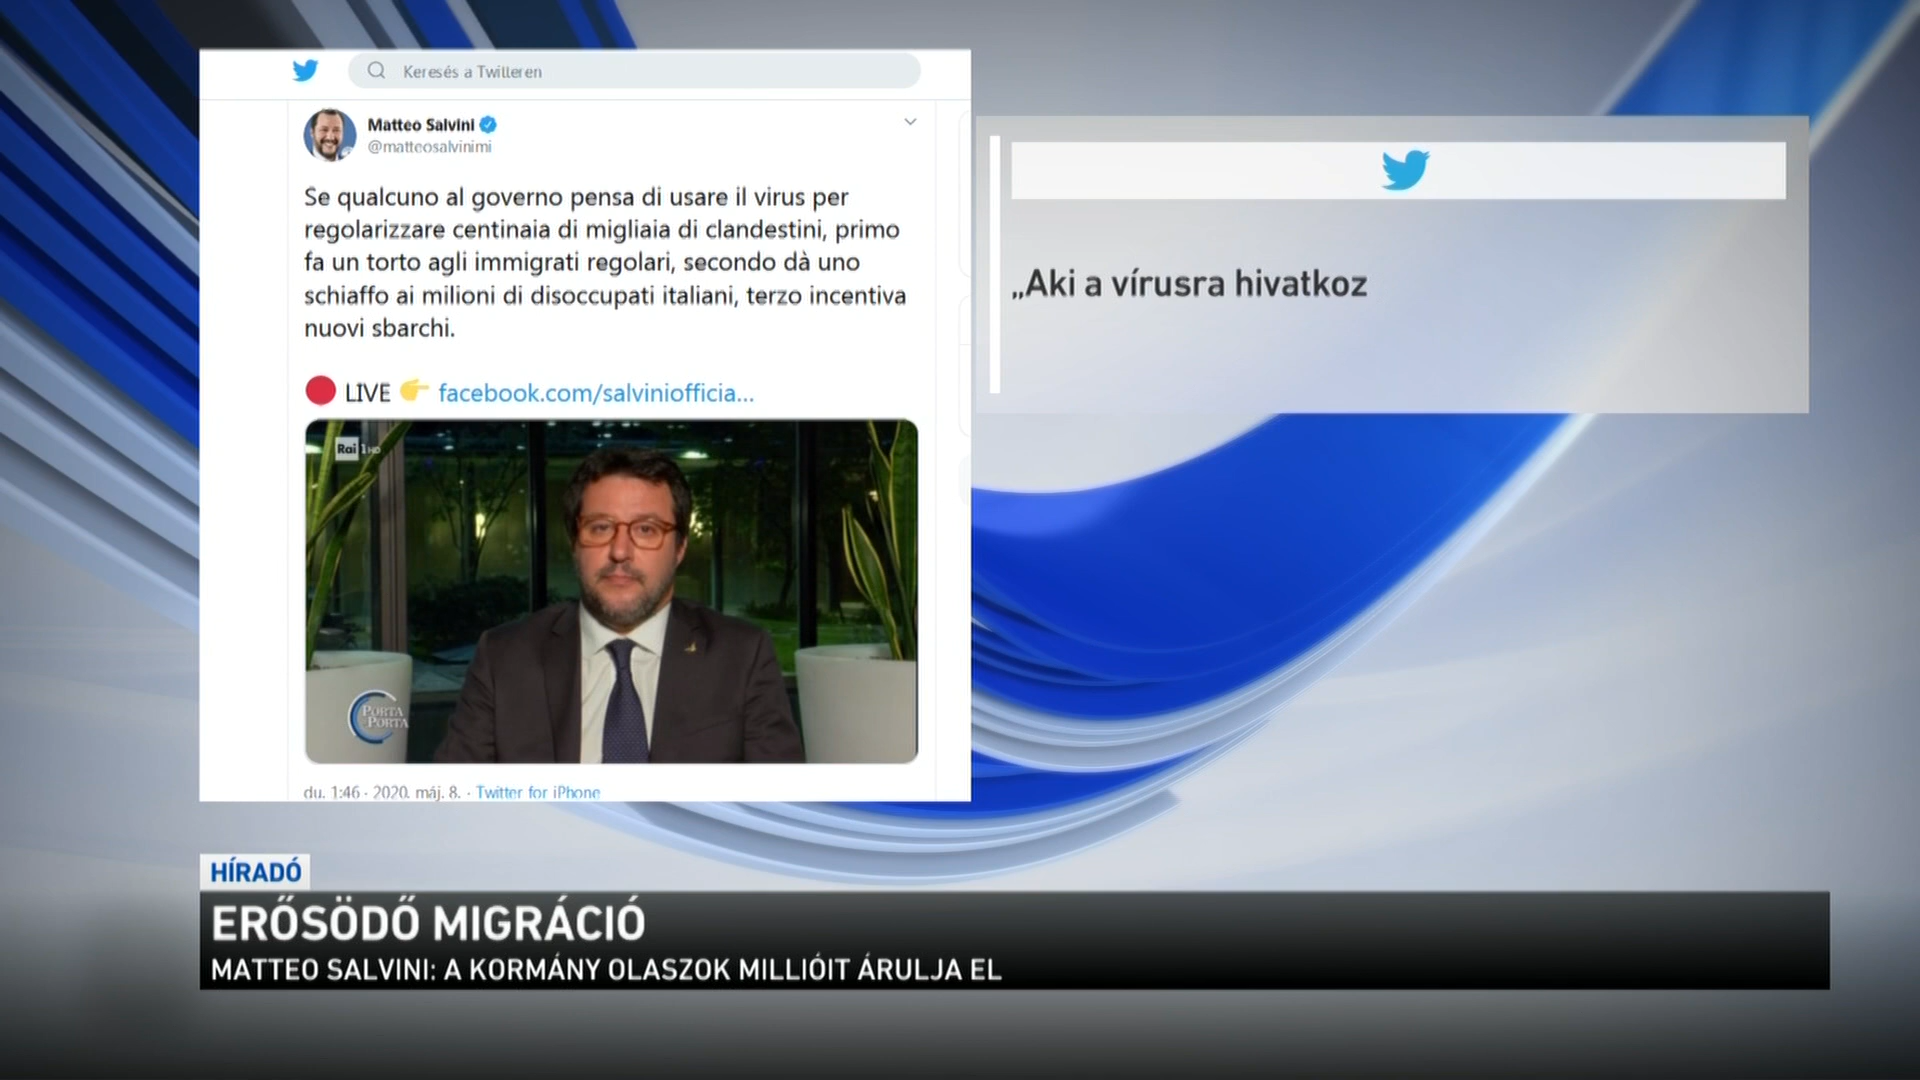 Keresés a Twitteren
Matteo Salvini
@matteosalvinimi
Se qualcuno al governo pensa di usare il virus per
regolarizzare centinaia di migliaia di clandestini, primo
fa un torto agli immigrati regolari, secondo dà uno
schiaffo ai milioni di disoccupati italiani, terzo incentiva
nuovi sbarchi.
LIVE facebook.com/salviniofficia...
Rai 1 HD
PORTA
PORTA
du. 1:46 · 2020. máj. 8. · Twitter for iPhone
„Aki a vírusra hivatkoz
HÍRADÓ
ERŐSÖDŐ MIGRÁCIÓ
MATTEO SALVINI: A KORMÁNY OLASZOK MILLIÓIT ÁRULJA EL